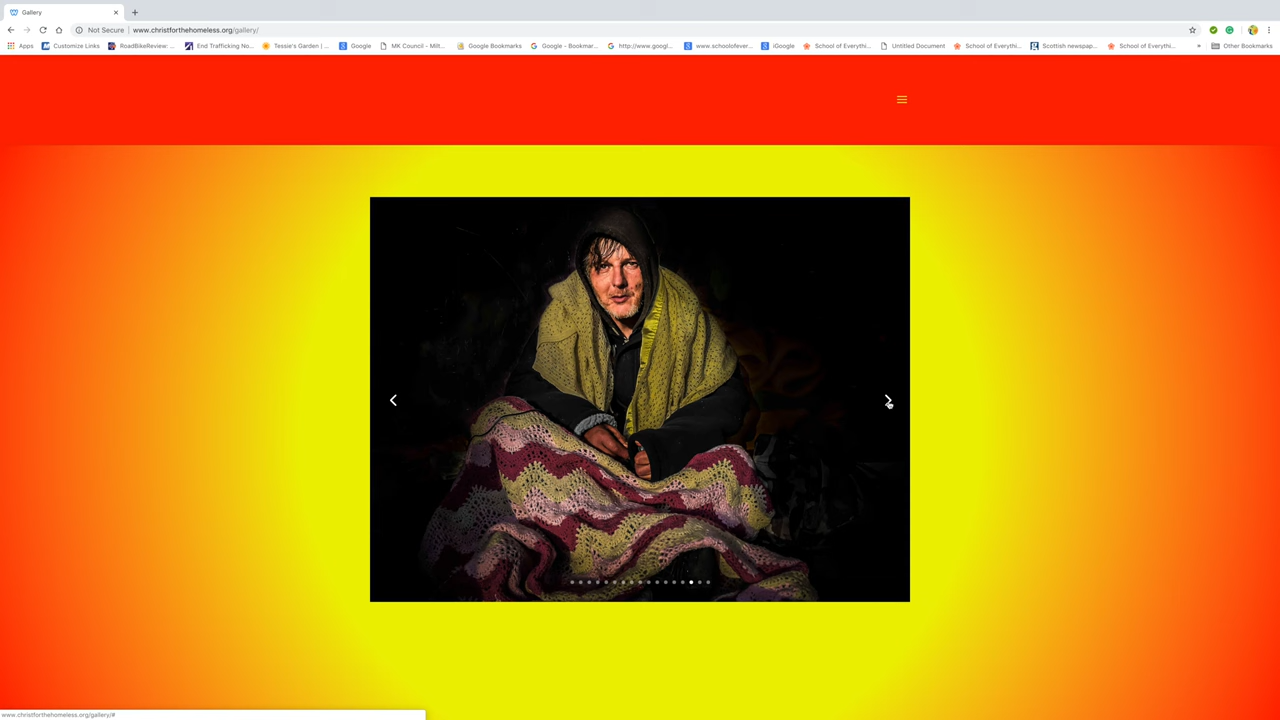 Gallery
Not Secure www.christforthehomeless.org/gallery/
Apps Customize Links RoadBikeReview: ... End Trafficking No... Tessie's Garden | ... Google MK Council - Milt... Google Bookmarks Google - Bookmar... http://www.googl... www.schoolofever... iGoogle School of Everythi... Untitled Document School of Everythi... Scottish newspap... School of Everythi... » Other Bookmarks
www.christforthehomeless.org/gallery/#